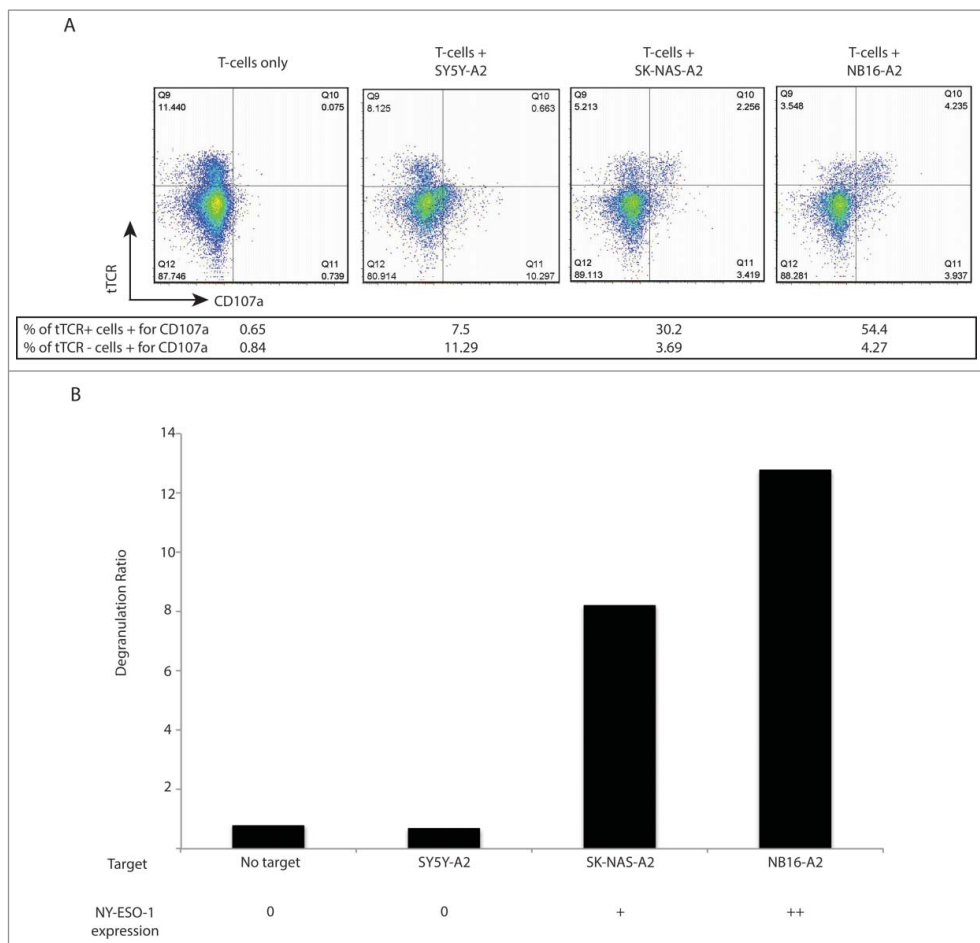 A
T-cells only
T-cells +
SY5Y-A2
T-cells +
SK-NAS-A2
T-cells +
NB16-A2
Q9
11.440
Q10
0.075
Q12
87.746
Q11
0.739
Q9
8.125
Q10
0.663
Q12
80.914
Q11
10.297
Q9
5.213
Q10
2.256
Q12
89.113
Q11
3.419
Q9
3.548
Q10
4.235
Q12
88.281
Q11
3.937
tTCR
CD107a
% of tTCR+ cells + for CD107a 0.65 7.5 30.2 54.4
% of tTCR - cells + for CD107a 0.84 11.29 3.69 4.27
B
Degranulation Ratio
14
12
10
8
6
4
2
Target No target SY5Y-A2 SK-NAS-A2 NB16-A2
NY-ESO-1
expression
0 0 + ++